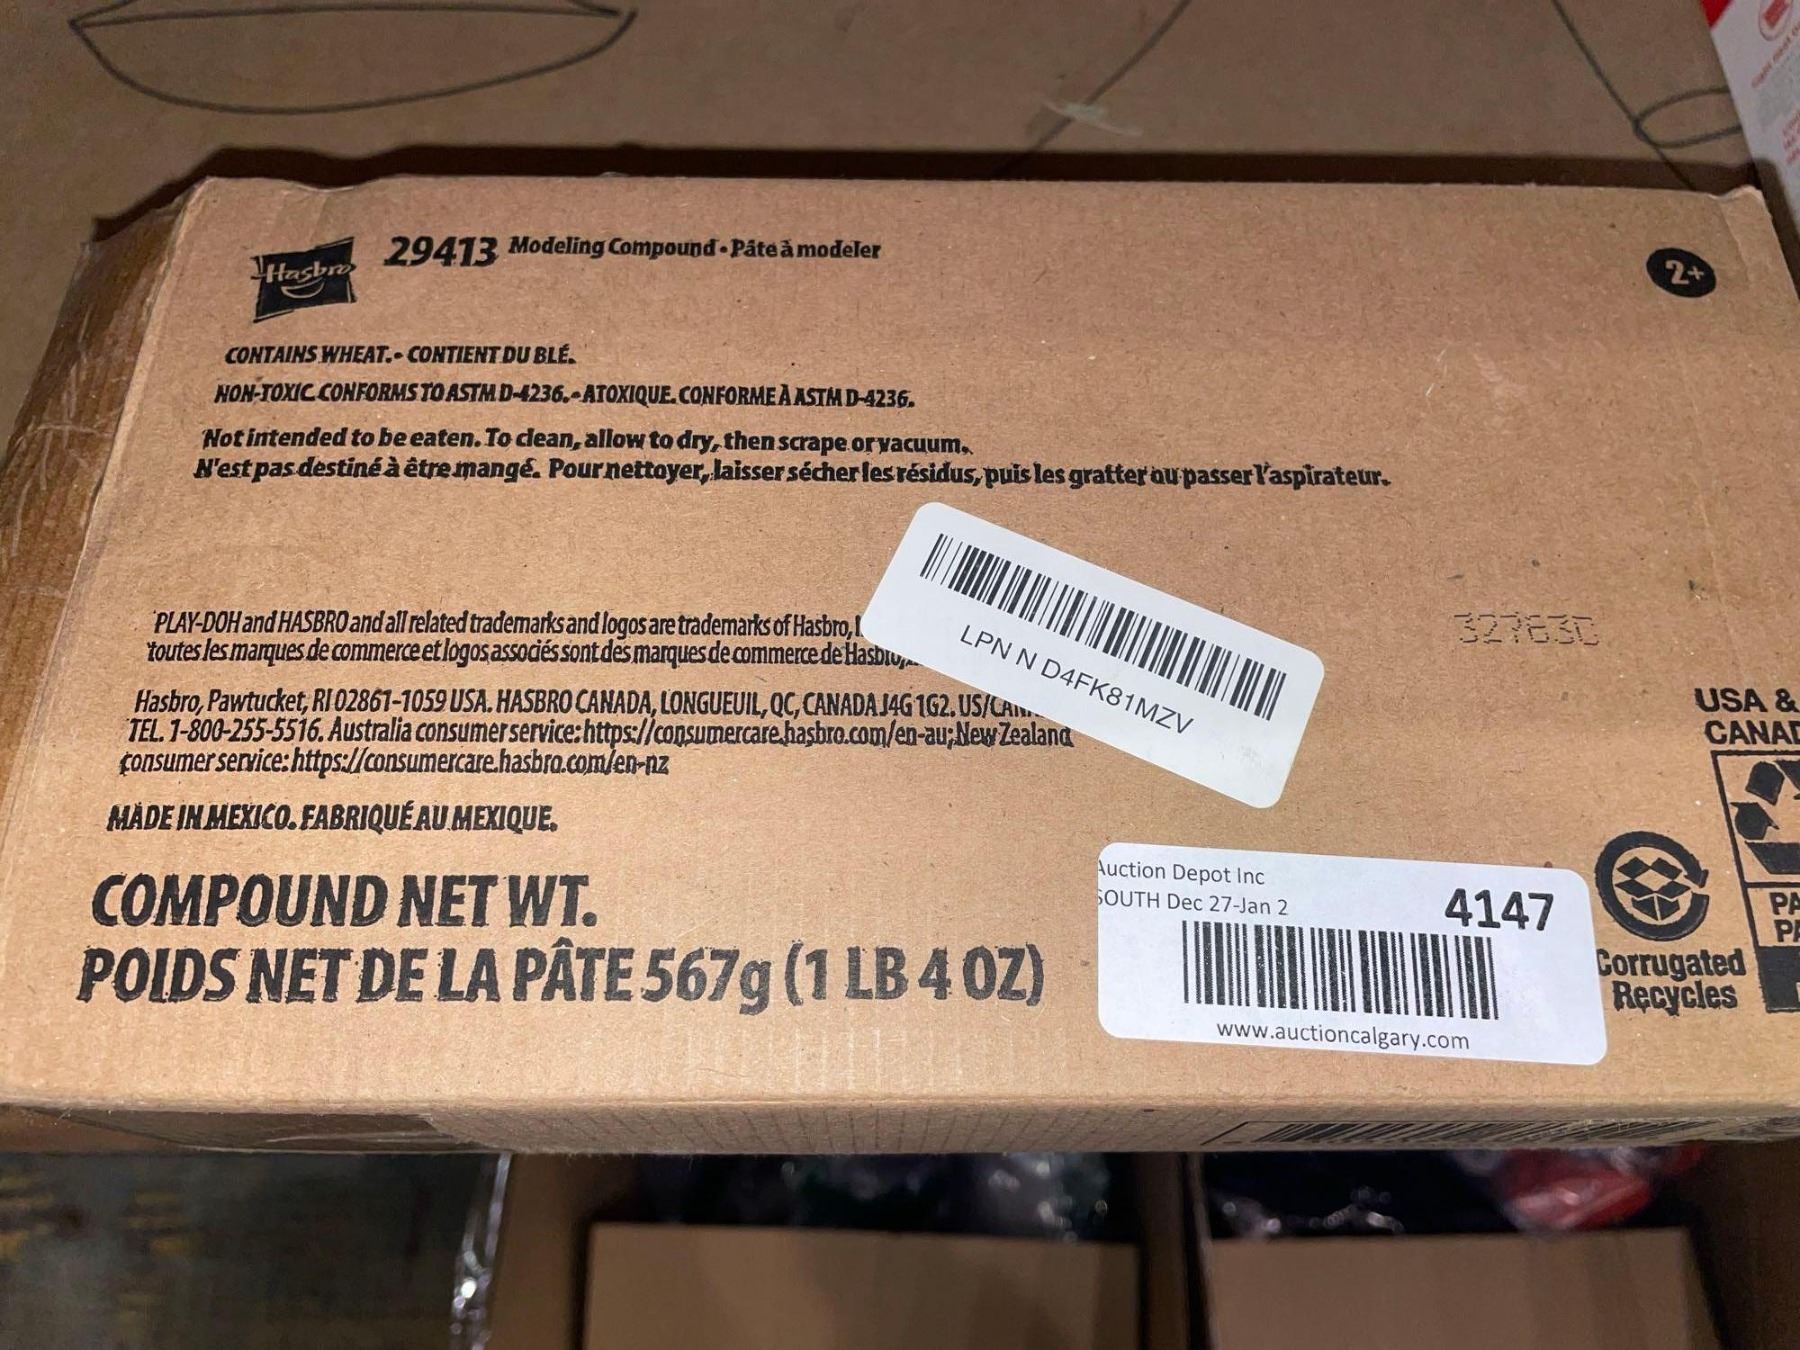 Hasbro
29413 Modeling Compound • Pâte à modeler
2+
CONTAINS WHEAT. • CONTIENT DU BLÉ.
NON-TOXIC. CONFORMS TO ASTM D-4236. • ATOXIQUE. CONFORME À ASTM D-4236.
Not intended to be eaten. To clean, allow to dry, then scrape or vacuum.
N'est pas destiné à être mangé. Pour nettoyer, laisser sécher les résidus, puis les gratter ou passer l'aspirateur.
PLAY-DOH and HASBRO and all related trademarks and logos are trademarks of Hasbro,
toutes les marques de commerce et logos associés sont des marques de commerce de Hasbro,
Hasbro, Pawtucket, RI 02861-1059 USA. HASBRO CANADA, LONGUEUIL, QC, CANADA J4G 1G2. US/CAN
TEL. 1-800-255-5516. Australia consumer service: https://consumercare.hasbro.com/en-au; New Zealand
consumer service: https://consumercare.hasbro.com/en-nz
MADE IN MEXICO. FABRIQUÉ AU MEXIQUE.
COMPOUND NET WT.
POIDS NET DE LA PÂTE 567g (1 LB 4 OZ)
LPN N D4FK81MZV
Auction Depot Inc
SOUTH Dec 27-Jan 2
4147
www.auctioncalgary.com
Corrugated
Recycles
USA &
CANAD
PA
PA